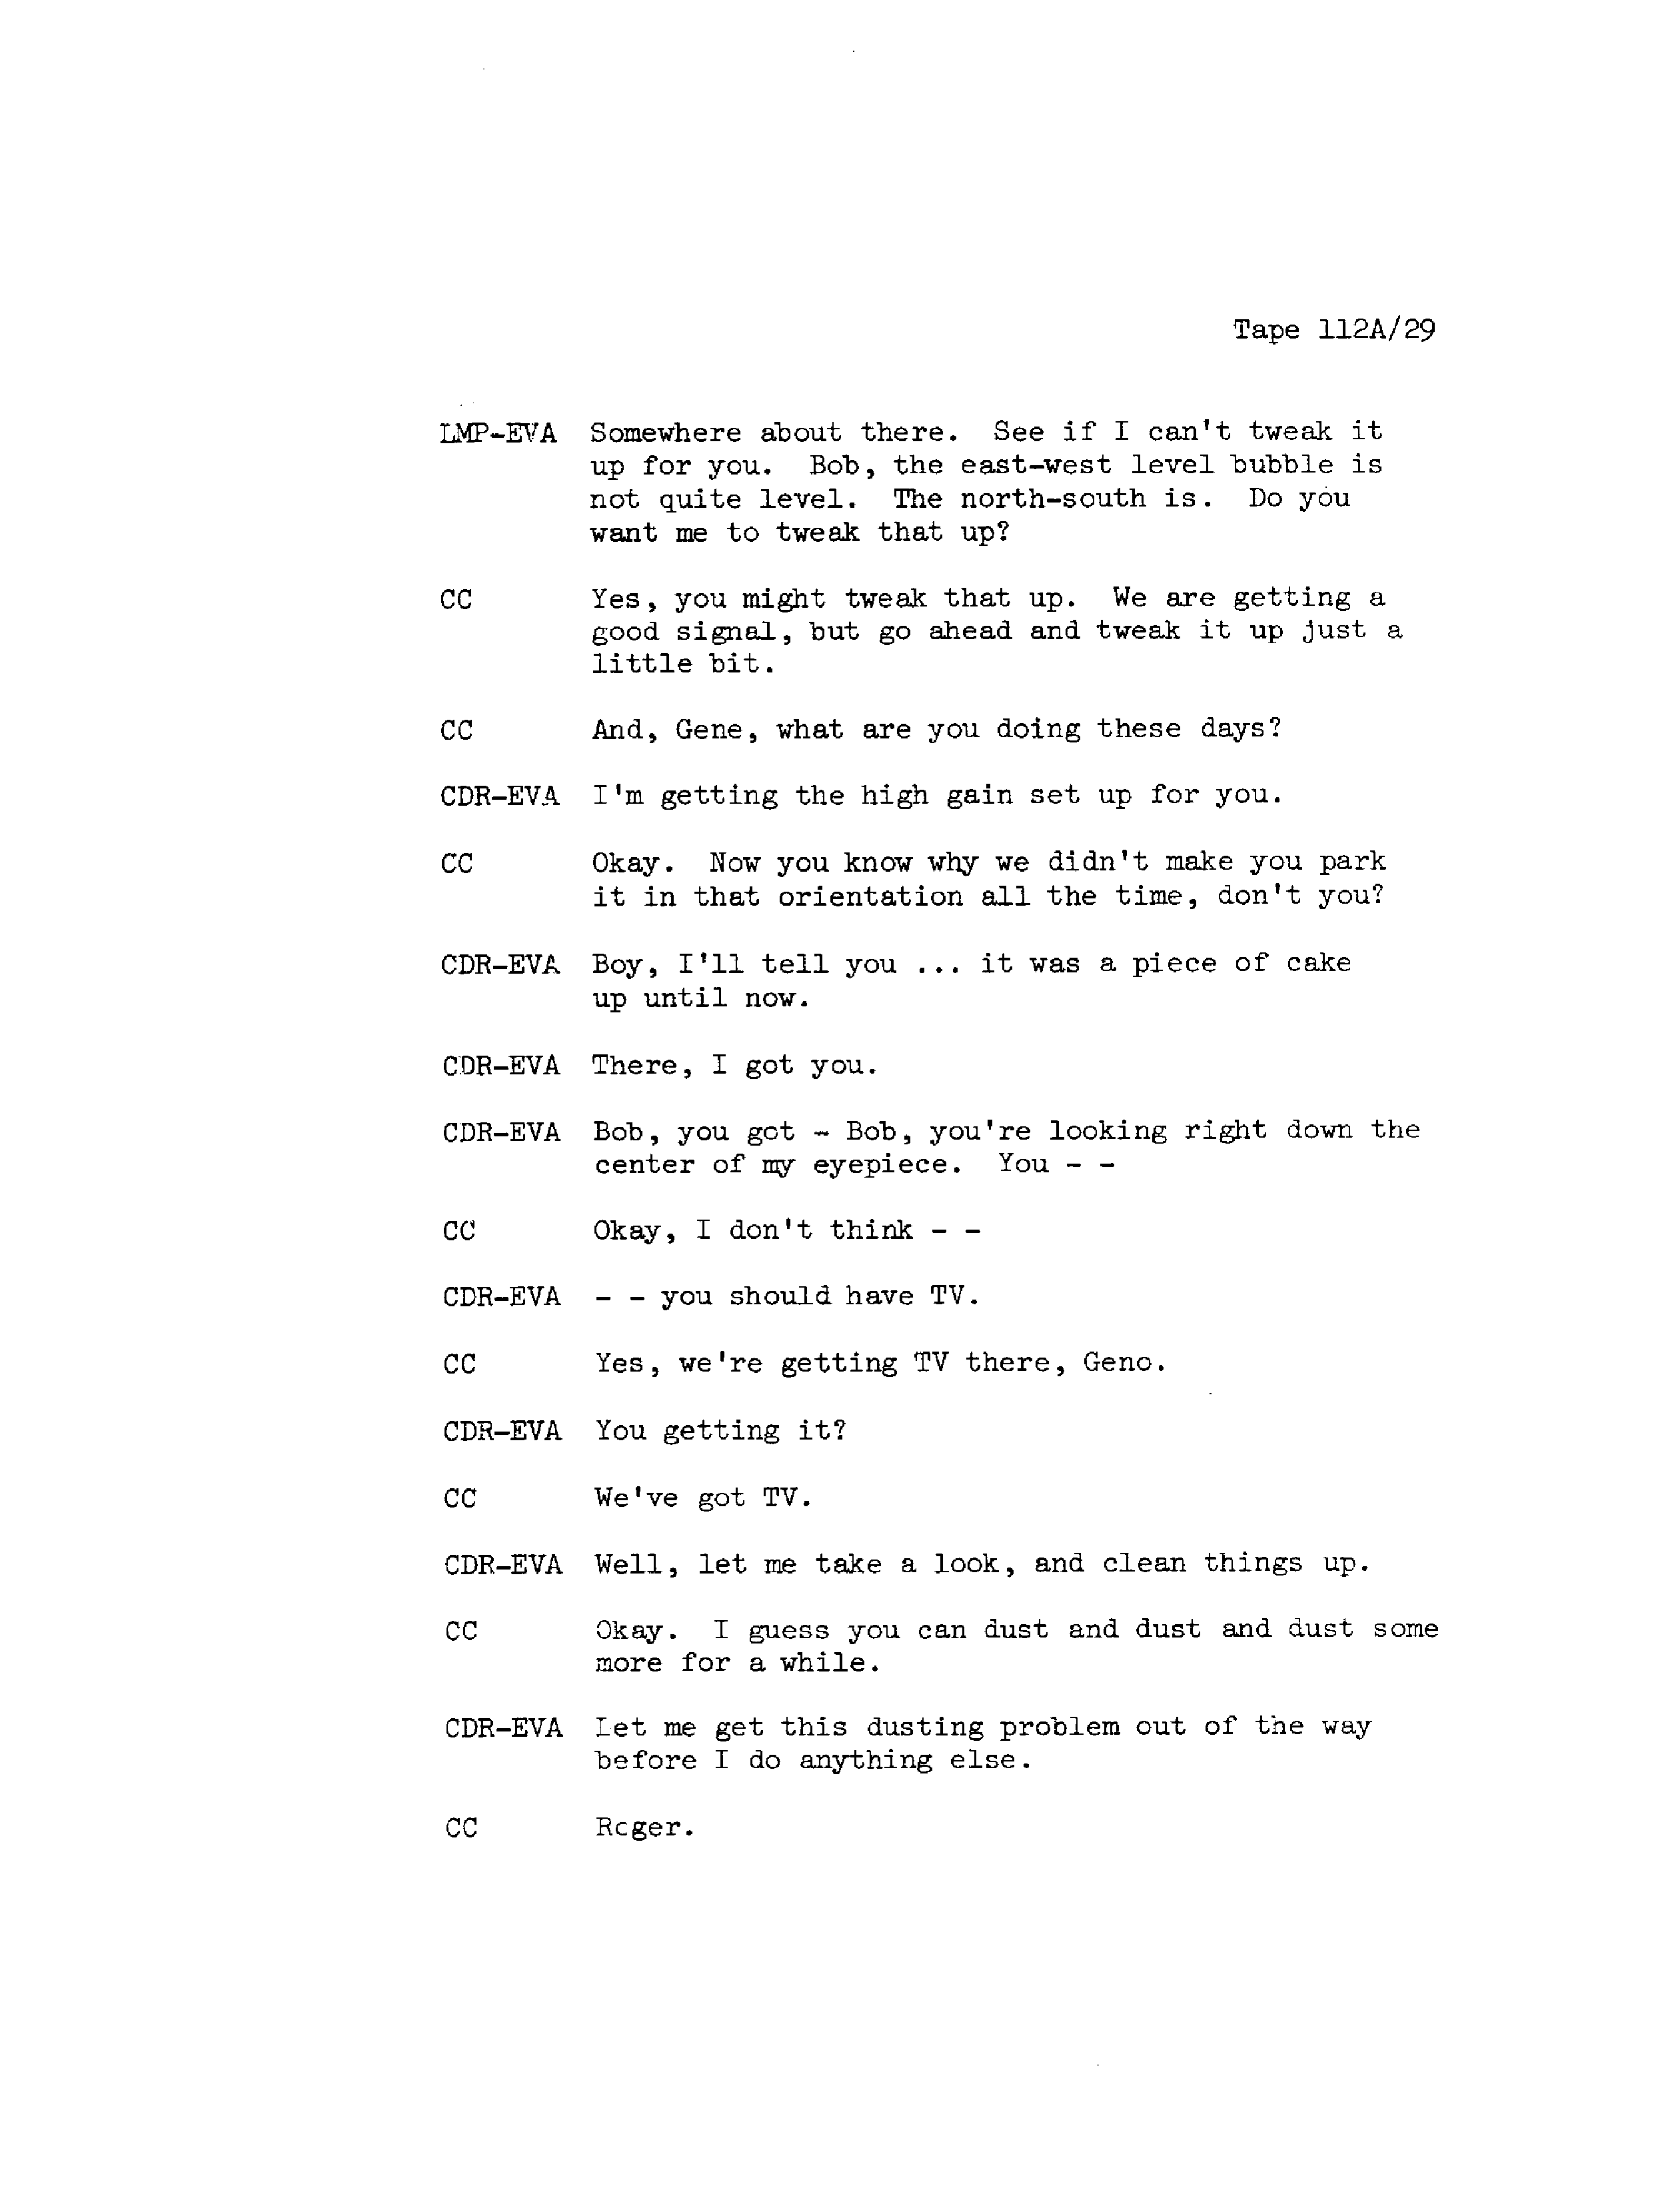 Tape 112A/29
LMP-EVA Somewhere about there. See if I can't tweak it
up for you. Bob, the east-west level bubble is
not quite level. The north-south is. Do you
want me to tweak that up?
CC Yes, you might tweak that up. We are getting a
good signal, but go ahead and tweak it up just a
little bit.
CC And, Gene, what are you doing these days?
CDR-EVA I'm getting the high gain set up for you.
CC Okay. Now you know why we didn't make you park
it in that orientation all the time, don't you?
CDR-EVA Boy, I'll tell you ... it was a piece of cake
up until now.
CDR-EVA There, I got you.
CDR-EVA Bob, you got - Bob, you're looking right down the
center of my eyepiece. You - -
CC Okay, I don't think - -
CDR-EVA - - you should have TV.
CC Yes, we're getting TV there, Geno.
CDR-EVA You getting it?
CC We've got TV.
CDR-EVA Well, let me take a look, and clean things up.
CC Okay. I guess you can dust and dust and dust some
more for a while.
CDR-EVA Let me get this dusting problem out of the way
before I do anything else.
CC Roger.